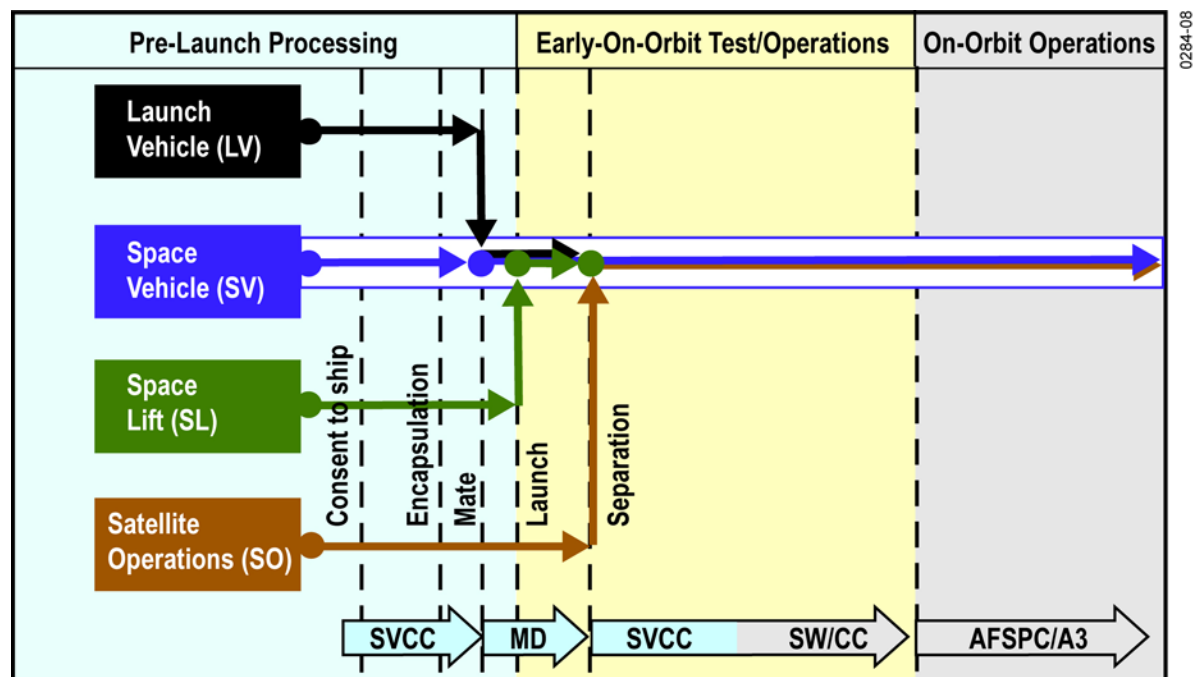 Pre-Launch Processing
Early-On-Orbit Test/Operations
On-Orbit Operations
0284-08
Launch
Vehicle (LV)
Space
Vehicle (SV)
Space
Lift (SL)
Satellite
Operations (SO)
Consent to ship
Encapsulation
Mate
Launch
Separation
SVCC
MD
SVCC
SW/CC
AFSPC/A3